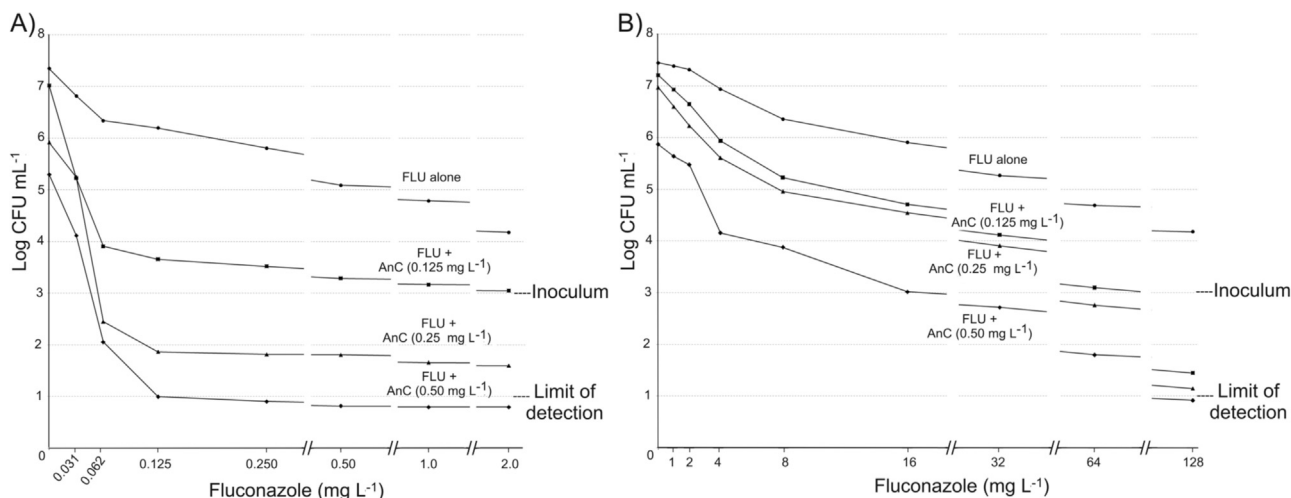 A)
8
7
6
5
4
3
2
1
0
Log CFU mL-1
FLU alone
FLU +
AnC (0.125 mg L-1)
FLU +
AnC (0.25 mg L-1)
FLU +
AnC (0.50 mg L-1)
Inoculum
Limit of
detection
0.031
0.062
0.125
0.250
0.50
1.0
2.0
Fluconazole (mg L-1)
B)
8
7
6
5
4
3
2
1
0
Log CFU mL-1
FLU alone
FLU +
AnC (0.125 mg L-1)
FLU +
AnC (0.25 mg L-1)
FLU +
AnC (0.50 mg L-1)
Inoculum
Limit of
detection
1
2
4
8
16
32
64
128
Fluconazole (mg L-1)